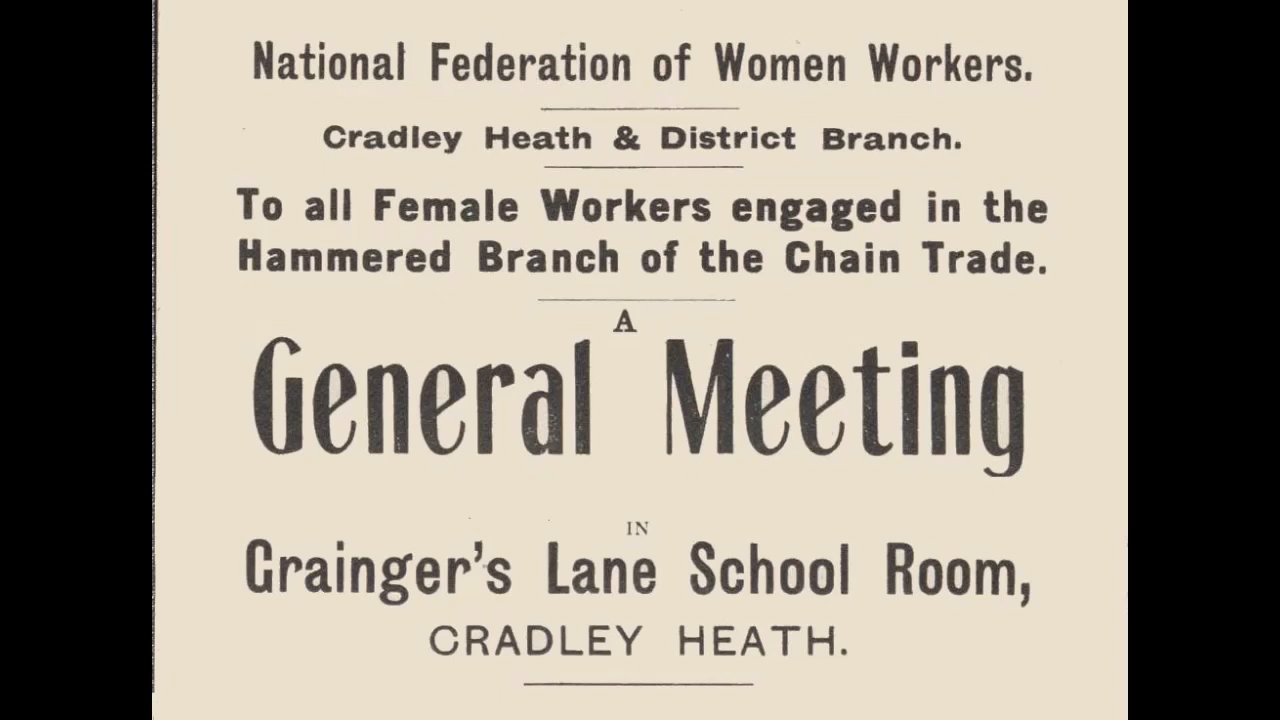 National Federation of Women Workers.
Cradley Heath & District Branch.
To all Female Workers engaged in the
Hammered Branch of the Chain Trade.
A
General Meeting
IN
Grainger's Lane School Room,
CRADLEY HEATH.